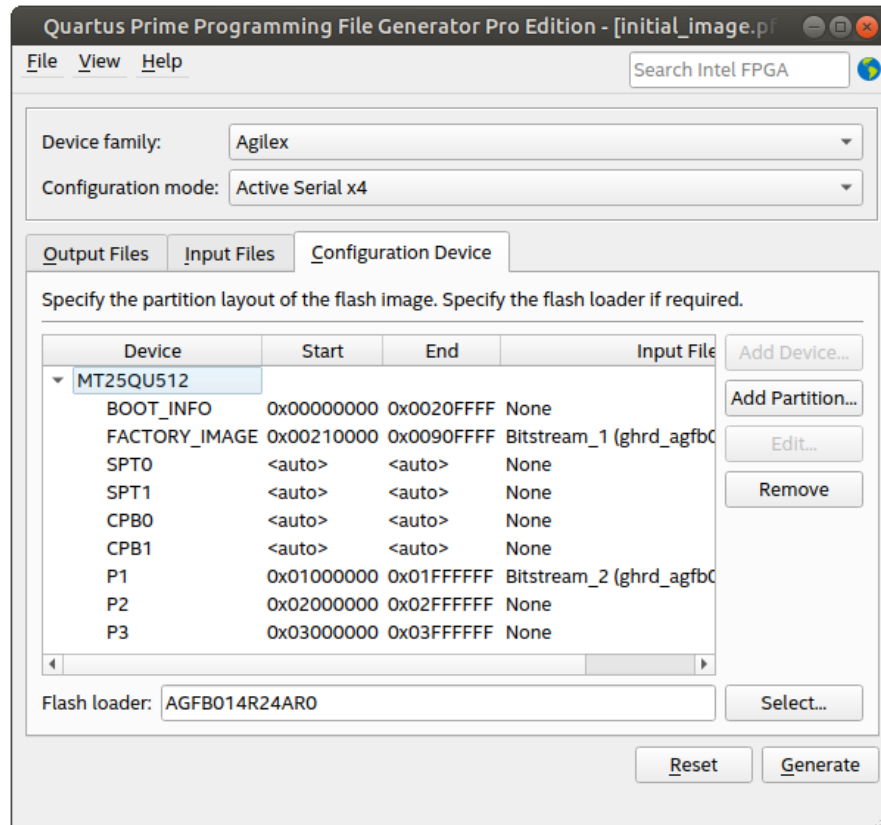 Quartus Prime Programming File Generator Pro Edition - [initial_image.pf
File View Help
Search Intel FPGA
Device family: Agilex
Configuration mode: Active Serial x4
Output Files Input Files Configuration Device
Specify the partition layout of the flash image. Specify the flash loader if required.
Device Start End Input File
Add Device...
MT25QU512
BOOT_INFO 0x00000000 0x0020FFFF None
Add Partition...
FACTORY_IMAGE 0x00210000 0x0090FFFF Bitstream_1 (ghrd_agfb0
Edit...
SPT0 <auto> <auto> None
SPT1 <auto> <auto> None
Remove
CPB0 <auto> <auto> None
CPB1 <auto> <auto> None
P1 0x01000000 0x01FFFFFF Bitstream_2 (ghrd_agfb0
P2 0x02000000 0x02FFFFFF None
P3 0x03000000 0x03FFFFFF None
Flash loader: AGFB014R24AR0 Select...
Reset Generate